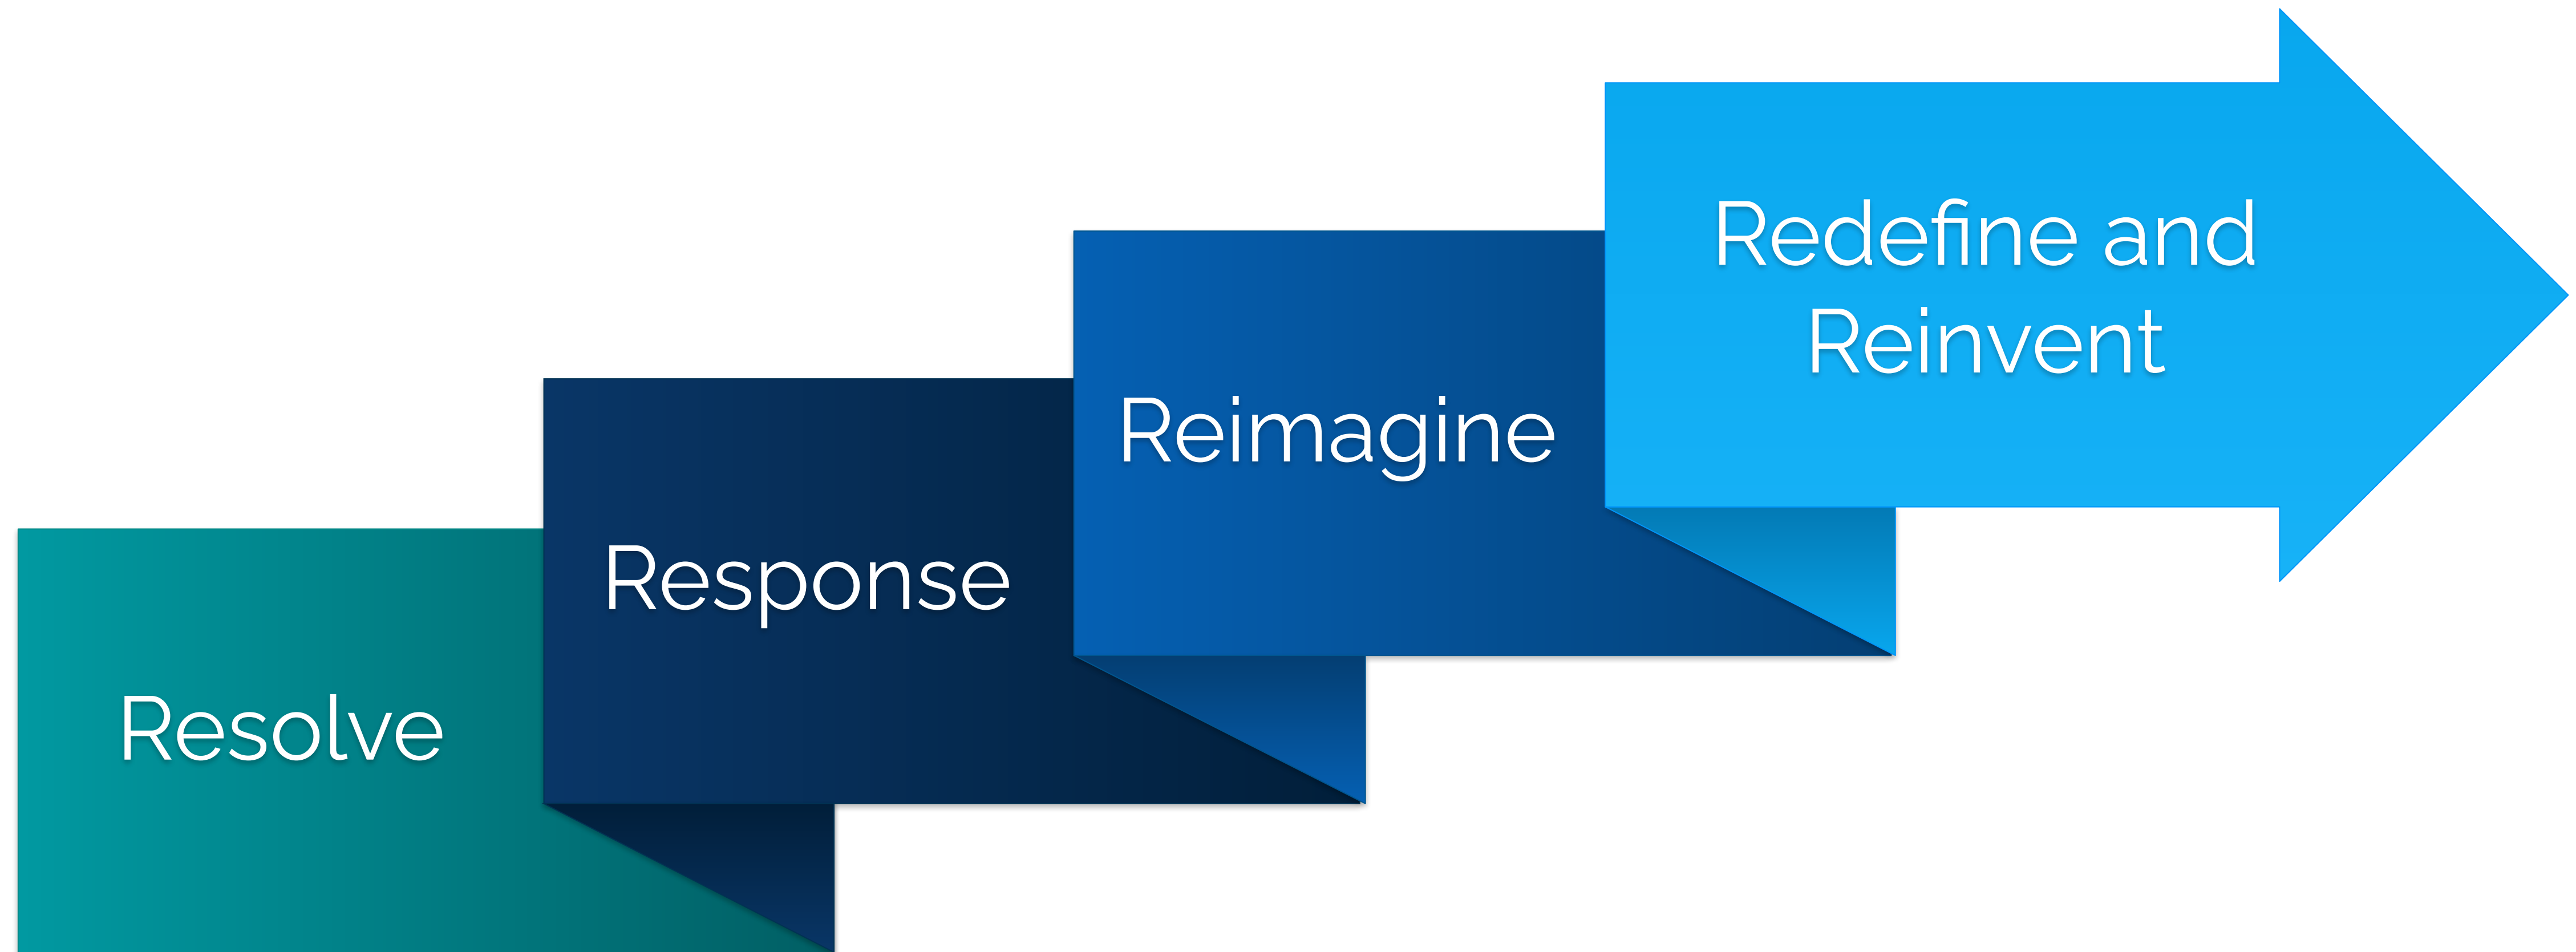 Resolve
Response
Reimagine
Redefine and
Reinvent